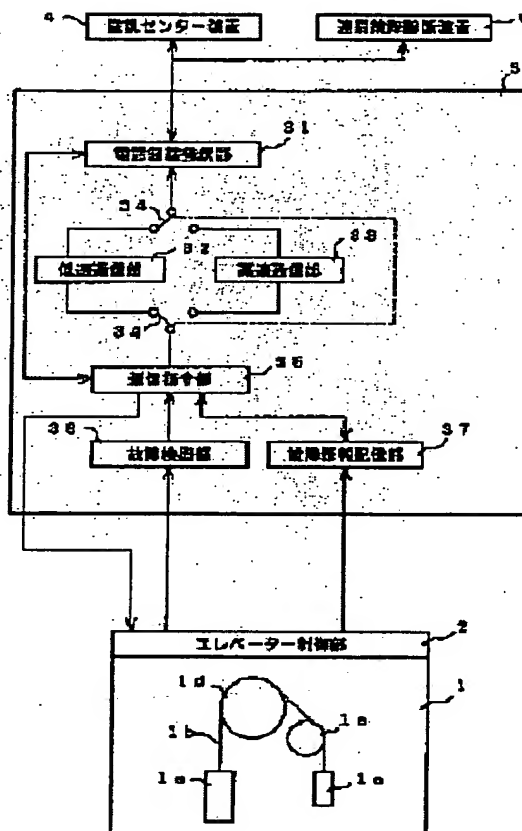 4
監視センター装置
遠隔故障診断装置
3
31
電話回線接続部
34
32
33
低速通信部
高速通信部
34
35
通信指令部
36
37
故障検出部
故障情報記憶部
2
エレベーター制御部
1d
1
1b
1e
1c